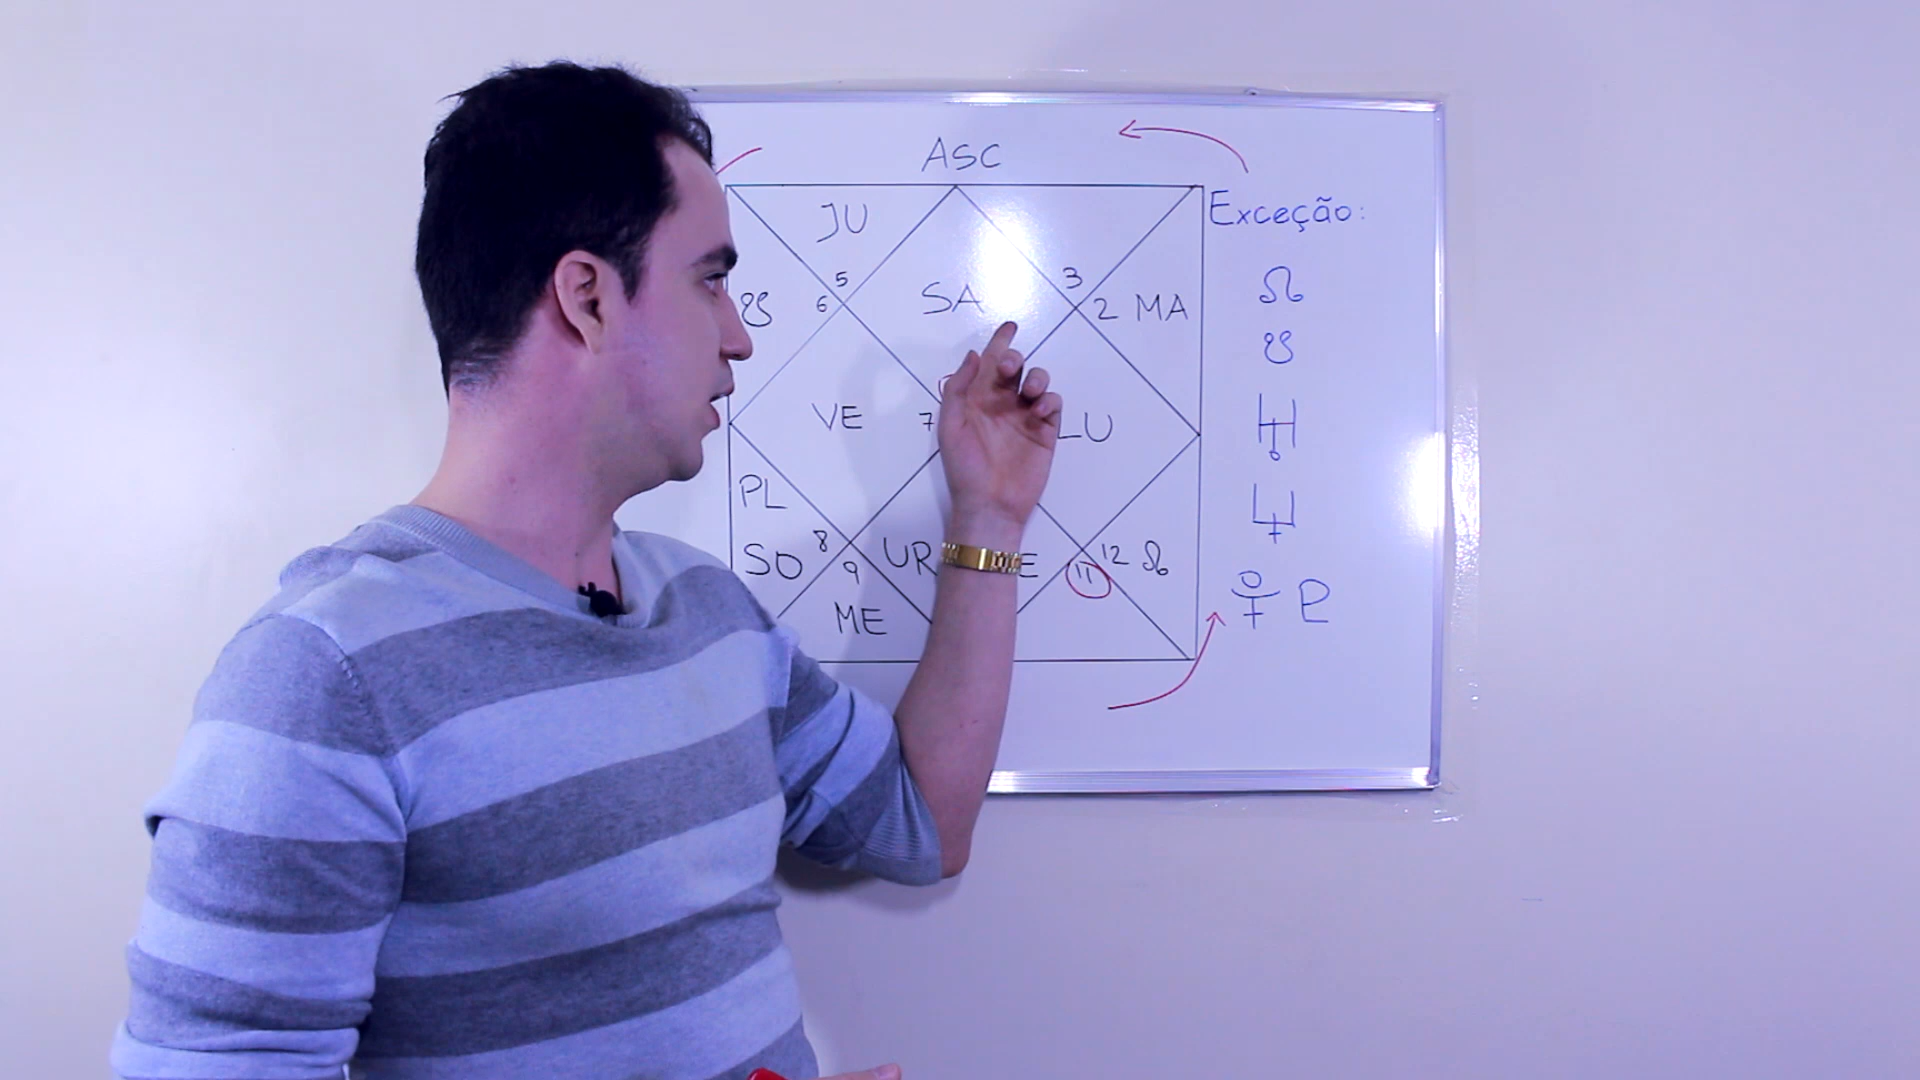 ASC
JU
Exceção:
5
3
☋
6
SA
2
MA
☊
☋
VE
7
LU
♅
♆
PL
SO
8
UR
E
12
☊
9
11
ME
♀ P